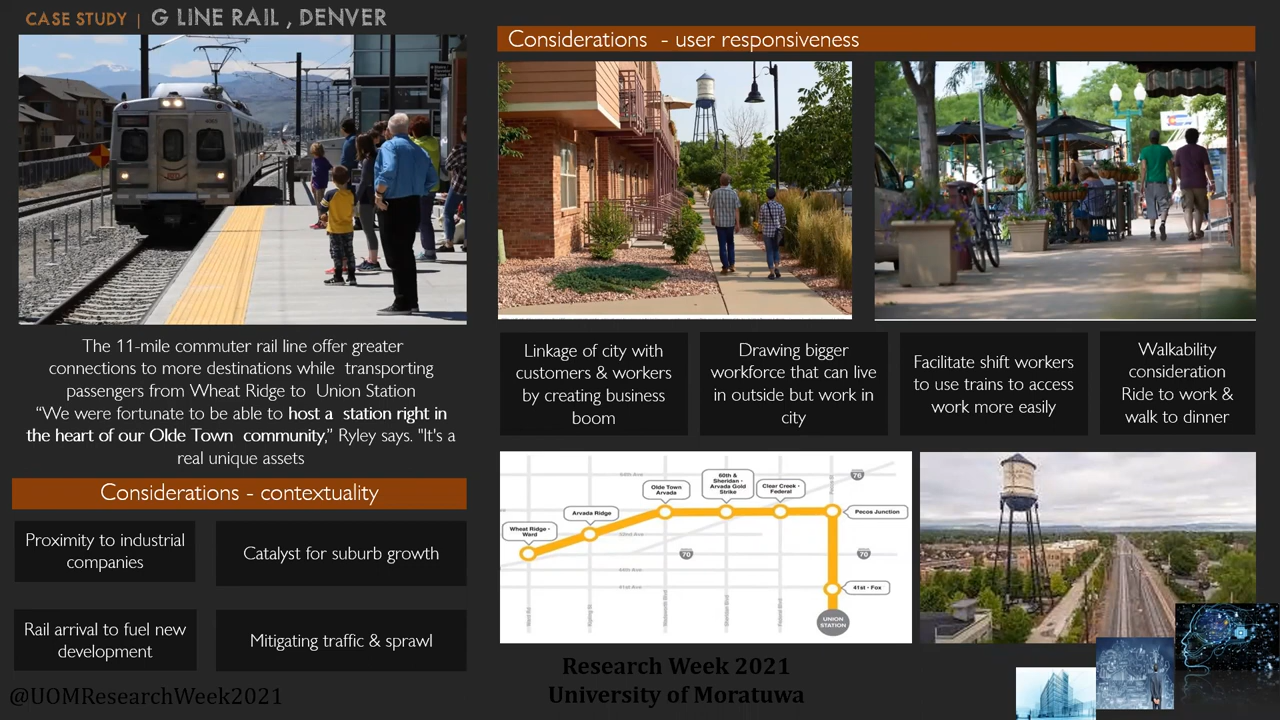 CASE STUDY | G LINE RAIL , DENVER
The 11-mile commuter rail line offer greater
connections to more destinations while transporting
passengers from Wheat Ridge to Union Station
“We were fortunate to be able to host a station right in
the heart of our Olde Town community,” Ryley says. "It's a
real unique assets
Considerations - contextuality
Proximity to industrial
companies
Catalyst for suburb growth
Rail arrival to fuel new
development
Mitigating traffic & sprawl
@UOMResearchWeek2021
Considerations - user responsiveness
Linkage of city with
customers & workers
by creating business
boom
Drawing bigger
workforce that can live
in outside but work in
city
Facilitate shift workers
to use trains to access
work more easily
Walkability
consideration
Ride to work &
walk to dinner
Wheat Ridge •
Ward
Arvada Ridge
Olde Town
Arvada
60th &
Sheridan •
Arvada Gold
Strike
Clear Creek •
Federal
Pecos Junction
41st • Fox
UNION
STATION
76
70
70
Research Week 2021
University of Moratuwa